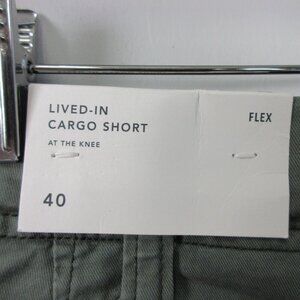 LIVED-IN
CARGO SHORT
FLEX
AT THE KNEE
40